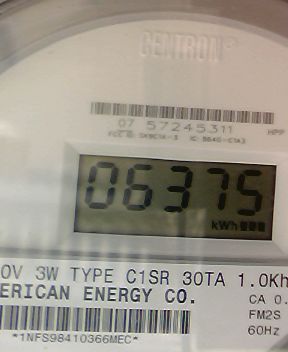 CENTRON®
07 57245311
HPP
06375
kWh
0V 3W TYPE C1SR 30TA 1.0Kh
ERICAN ENERGY CO.
CA 0.
FM2S
60Hz
*1NFS98410366MEC*